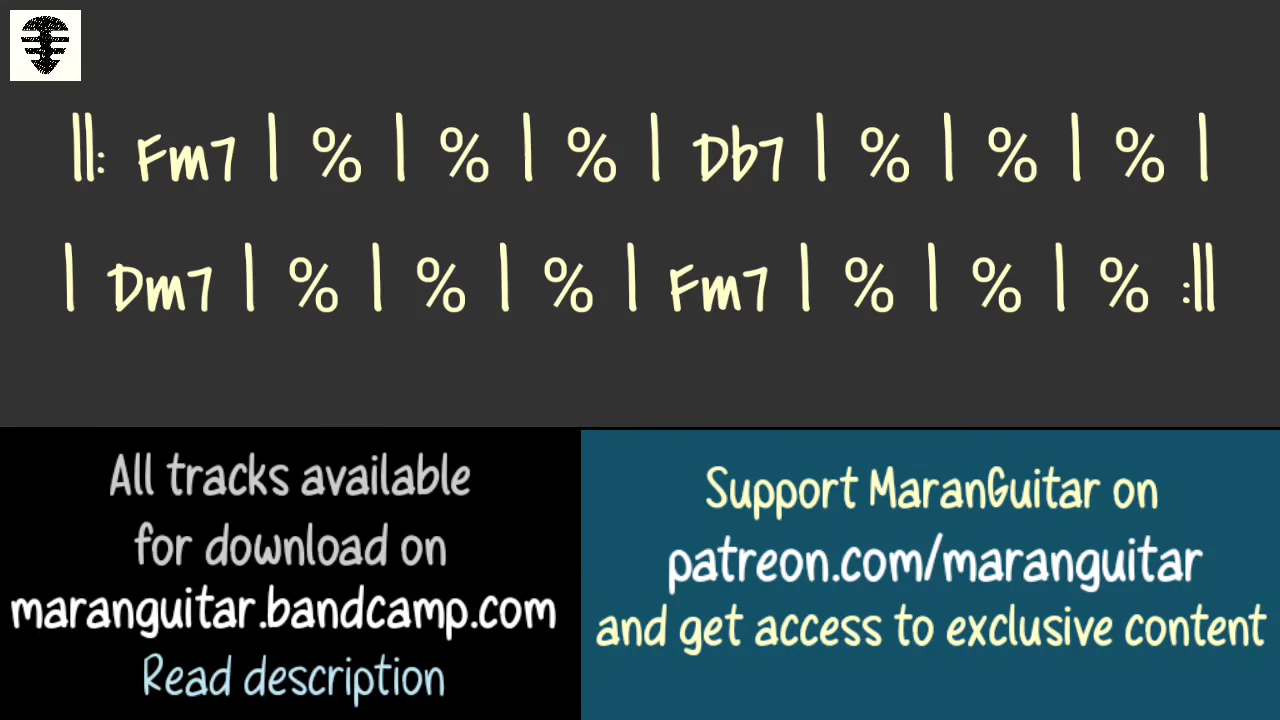 ||: Fm7 | % | % | % | Db7 | % | % | % |
| Dm7 | % | % | % | Fm7 | % | % | % :||
All tracks available
for download on
maranguitar.bandcamp.com
Read description
Support MaranGuitar on
patreon.com/maranguitar
and get access to exclusive content